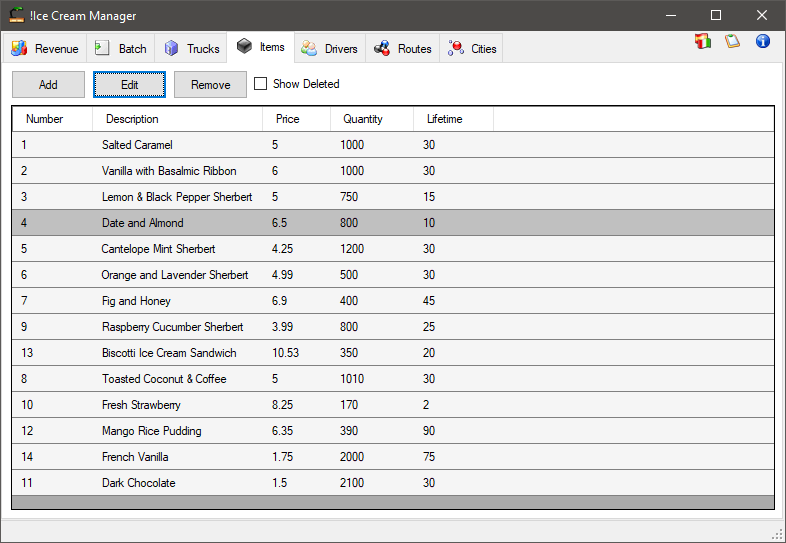 !Ice Cream Manager
Revenue Batch Trucks Items Drivers Routes Cities
Add Edit Remove Show Deleted
Number Description Price Quantity Lifetime
1 Salted Caramel 5 1000 30
2 Vanilla with Basalmic Ribbon 6 1000 30
3 Lemon & Black Pepper Sherbert 5 750 15
4 Date and Almond 6.5 800 10
5 Cantelope Mint Sherbert 4.25 1200 30
6 Orange and Lavender Sherbert 4.99 500 30
7 Fig and Honey 6.9 400 45
9 Raspberry Cucumber Sherbert 3.99 800 25
13 Biscotti Ice Cream Sandwich 10.53 350 20
8 Toasted Coconut & Coffee 5 1010 30
10 Fresh Strawberry 8.25 170 2
12 Mango Rice Pudding 6.35 390 90
14 French Vanilla 1.75 2000 75
11 Dark Chocolate 1.5 2100 30